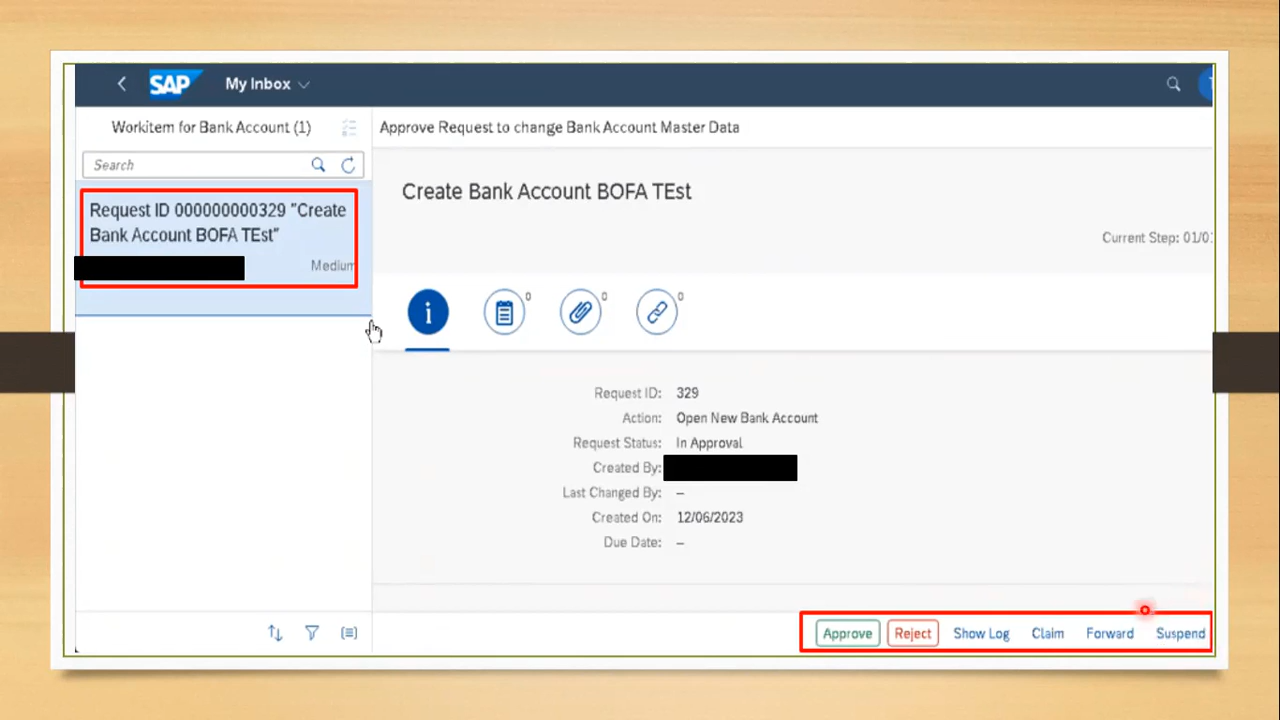 SAP My Inbox
Workitem for Bank Account (1)
Search
Request ID 000000000329 "Create
Bank Account BOFA TEst"
Medium
Approve Request to change Bank Account Master Data
Create Bank Account BOFA TEst
Current Step: 01/01
0 0 0
Request ID: 329
Action: Open New Bank Account
Request Status: In Approval
Created By:
Last Changed By: –
Created On: 12/06/2023
Due Date: –
Approve Reject Show Log Claim Forward Suspend